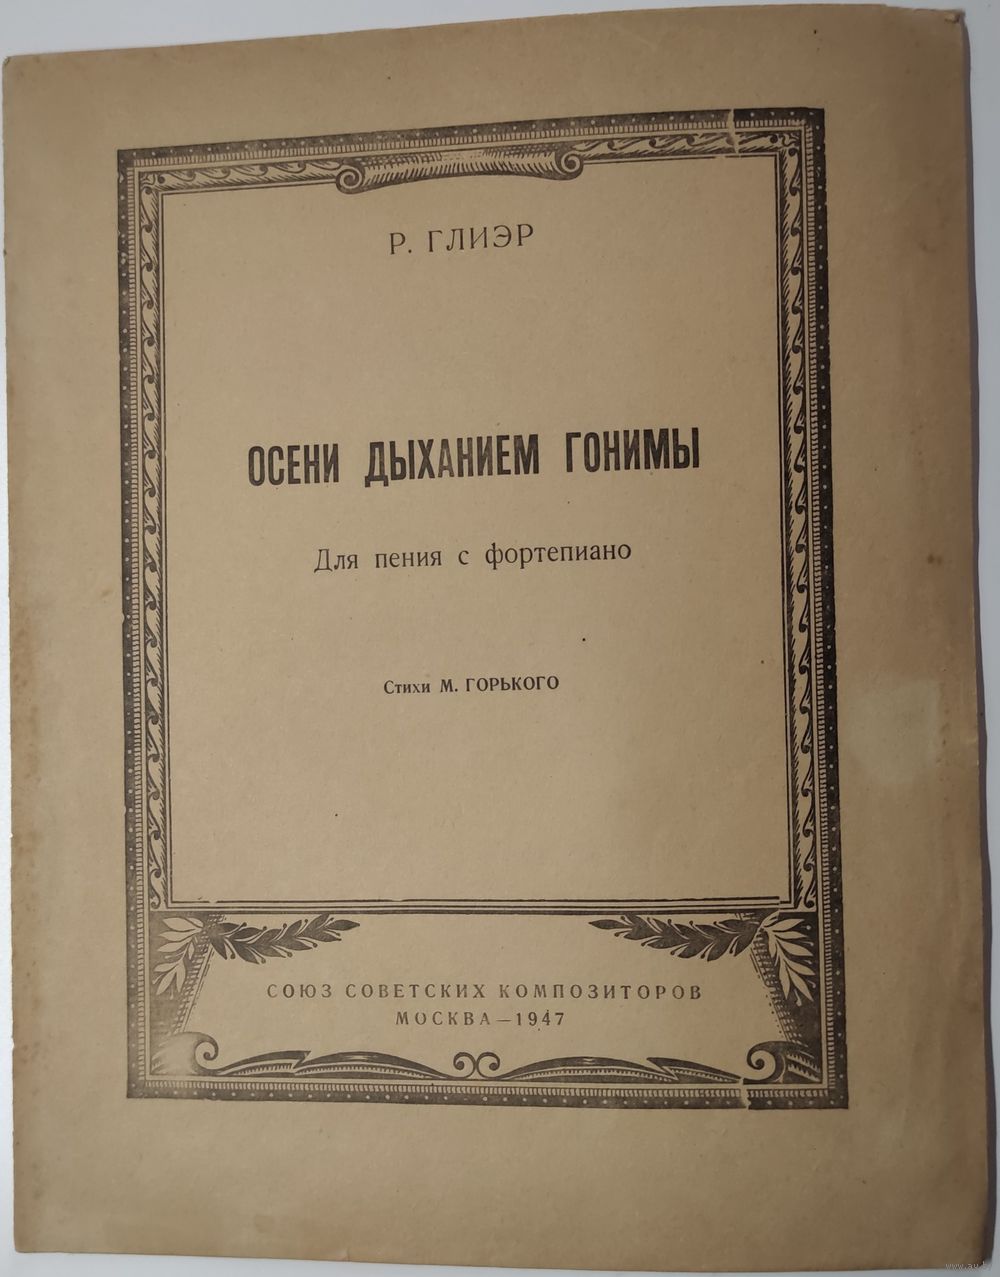 Р. ГЛИЭР
ОСЕНИ ДЫХАНИЕМ ГОНИМЫ
Для пения с фортепиано
Стихи М. ГОРЬКОГО
СОЮЗ СОВЕТСКИХ КОМПОЗИТОРОВ
МОСКВА — 1947